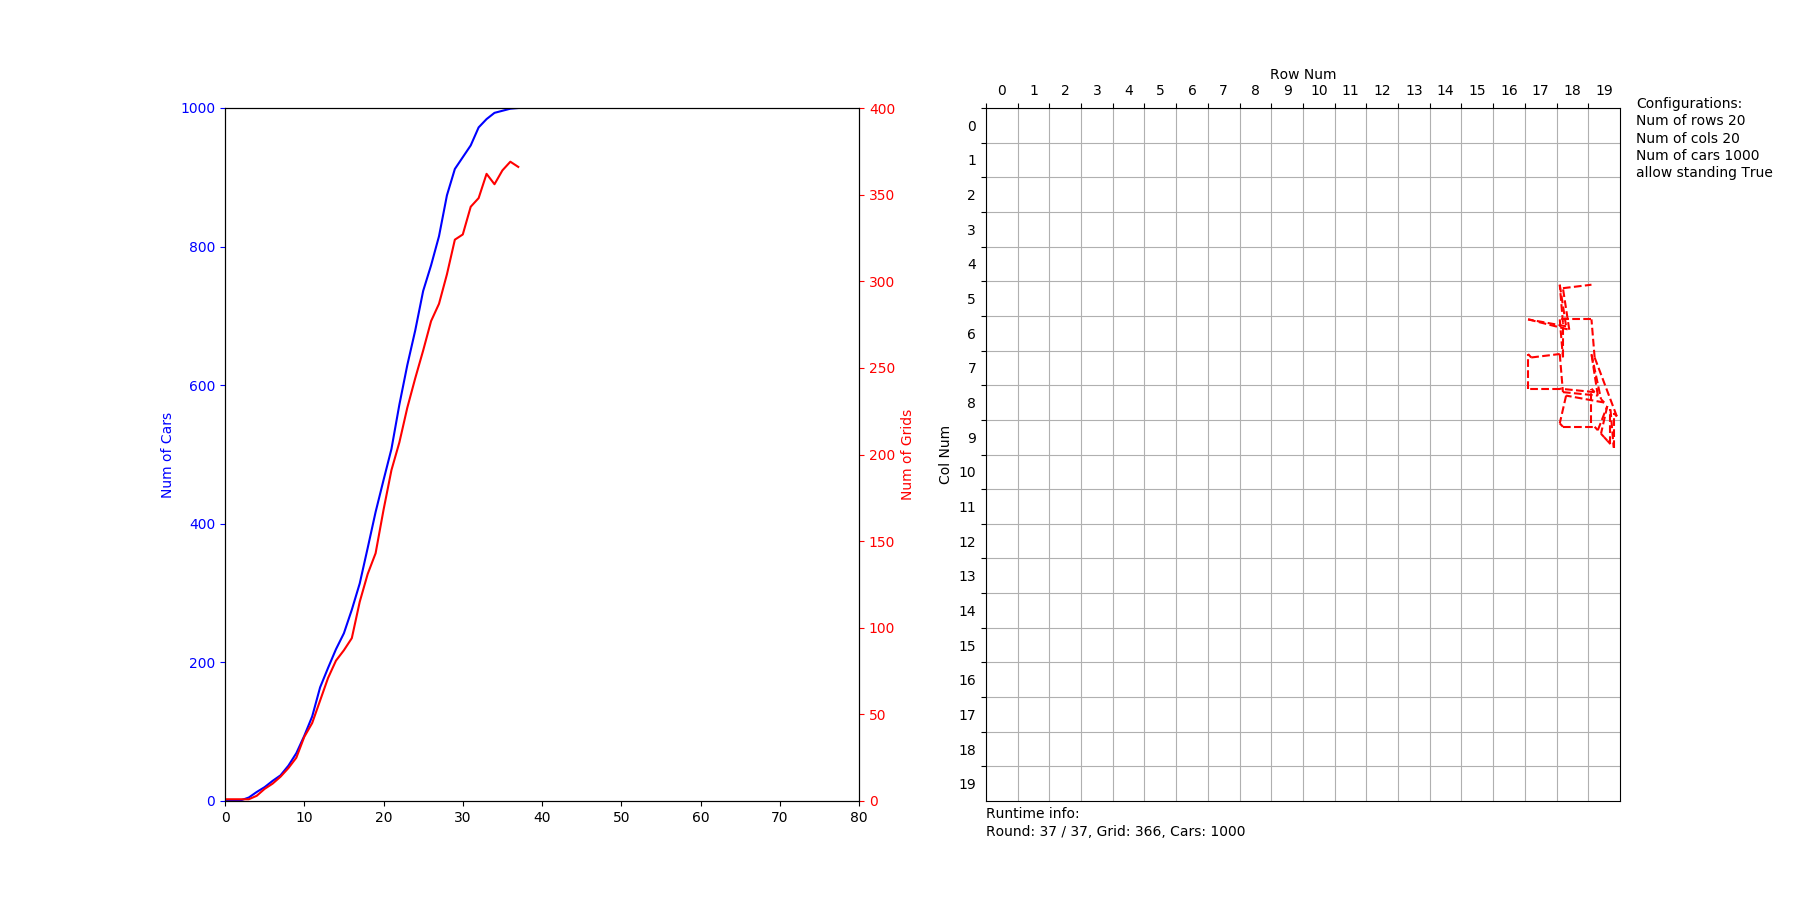 1000
800
600
400
200
0
Num of Cars
0 10 20 30 40 50 60 70 80
400
350
300
250
200
150
100
50
0
Num of Grids
Row Num
0 1 2 3 4 5 6 7 8 9 10 11 12 13 14 15 16 17 18 19
Col Num
0
1
2
3
4
5
6
7
8
9
10
11
12
13
14
15
16
17
18
19
Configurations:
Num of rows 20
Num of cols 20
Num of cars 1000
allow standing True
Runtime info:
Round: 37 / 37, Grid: 366, Cars: 1000